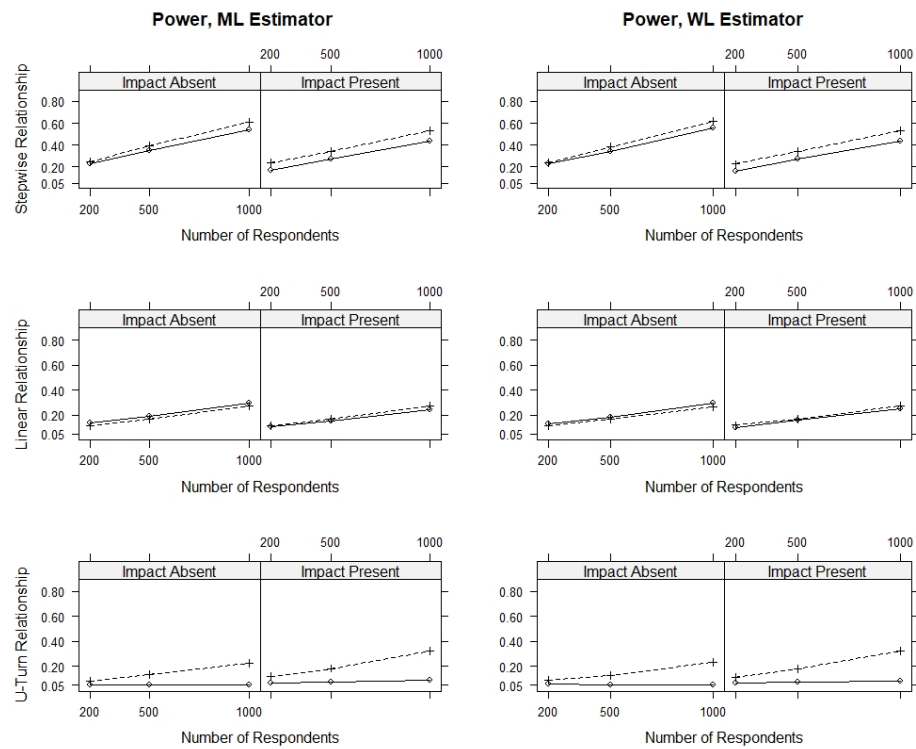 Power, ML Estimator
Power, WL Estimator
200 500 1000
200 500 1000
Stepwise Relationship
Impact Absent
Impact Present
Impact Absent
Impact Present
0.80
0.60
0.40
0.20
0.05
0.80
0.60
0.40
0.20
0.05
200 500 1000
200 500 1000
Number of Respondents
Number of Respondents
200 500 1000
200 500 1000
Linear Relationship
Impact Absent
Impact Present
Impact Absent
Impact Present
0.80
0.60
0.40
0.20
0.05
0.80
0.60
0.40
0.20
0.05
200 500 1000
200 500 1000
Number of Respondents
Number of Respondents
200 500 1000
200 500 1000
U-Turn Relationship
Impact Absent
Impact Present
Impact Absent
Impact Present
0.80
0.60
0.40
0.20
0.05
0.80
0.60
0.40
0.20
0.05
200 500 1000
200 500 1000
Number of Respondents
Number of Respondents